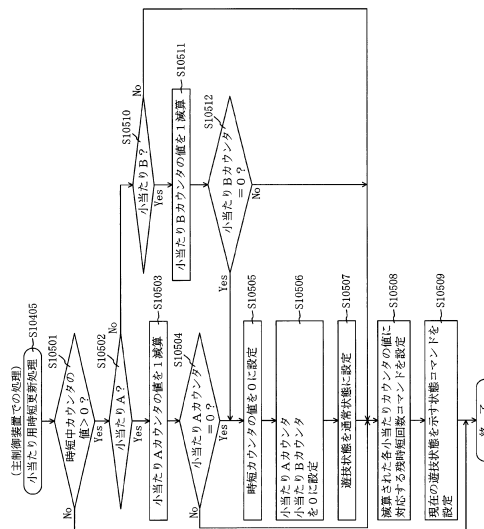 (主制御装置での処理)
小当たり用時短更新処理
S10405
時短中カウンタの
値>0?
S10501
No
Yes
小当たりA?
S10502
No
Yes
小当たりAカウンタの値を1減算
S10503
小当たりAカウンタ
=0?
S10504
No
Yes
小当たりB?
S10510
No
Yes
小当たりBカウンタの値を1減算
S10511
小当たりBカウンタ
=0?
S10512
Yes
No
時短カウンタの値を0に設定
S10505
小当たりAカウンタ
小当たりBカウンタ
を0に設定
S10506
遊技状態を通常状態に設定
S10507
減算された各小当たりカウンタの値に
対応する残時短回数コマンドを設定
S10508
現在の遊技状態を示す状態コマンドを
設定
S10509